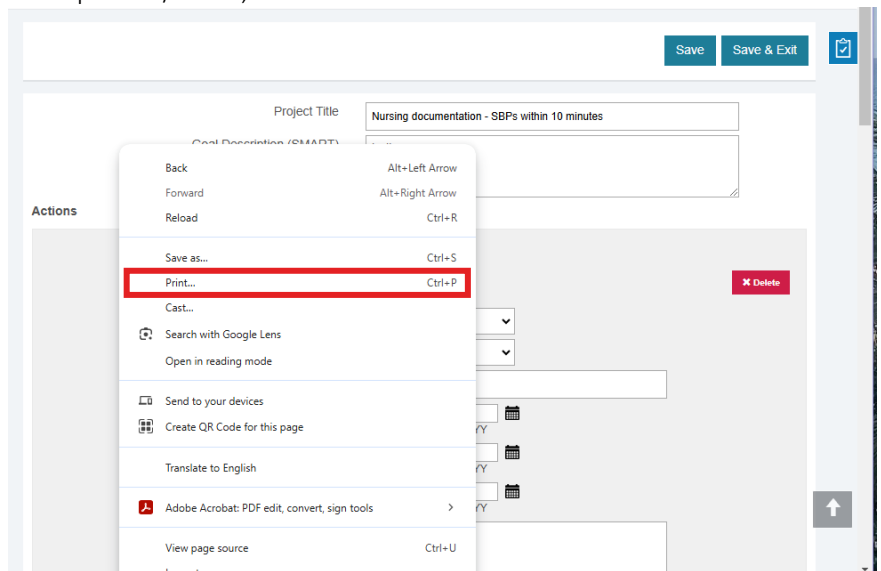 Save Save & Exit
Project Title Nursing documentation - SBPs within 10 minutes
Goal Description (SMART)
Back Alt+Left Arrow
Forward Alt+Right Arrow
Actions
Reload Ctrl+R
Save as... Ctrl+S
Print... Ctrl+P
✖ Delete
Cast...
Search with Google Lens
Open in reading mode
Send to your devices
Create QR Code for this page
YY
Translate to English
YY
Adobe Acrobat: PDF edit, convert, sign tools
YY
View page source Ctrl+U